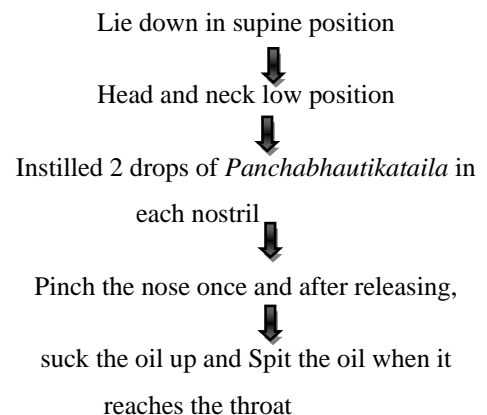 Lie down in supine position
Head and neck low position
Instilled 2 drops of Panchabhautikataila in
each nostril
Pinch the nose once and after releasing,
suck the oil up and Spit the oil when it
reaches the throat